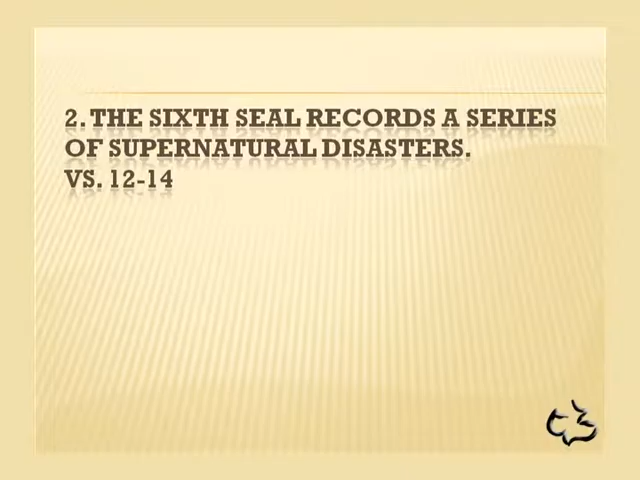 2. THE SIXTH SEAL RECORDS A SERIES
OF SUPERNATURAL DISASTERS.
VS. 12-14